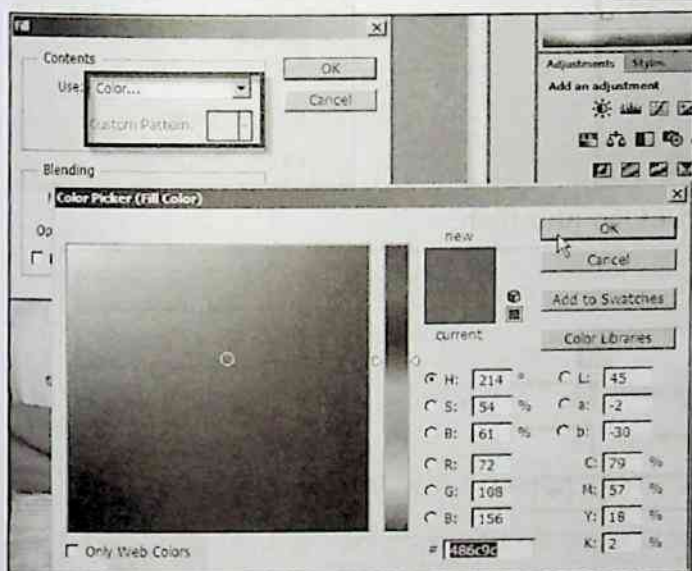 Fill
Contents
Use: Color...
Custom Pattern:
OK
Cancel
Blending
Op
Adjustments Styles
Add an adjustment
Color Picker (Fill Color)
new
current
OK
Cancel
Add to Swatches
Color Libraries
H: 214 °
S: 54 %
B: 61 %
R: 72
G: 108
B: 156
# 486c9c
L: 45
a: -2
b: -30
C: 79 %
M: 57 %
Y: 18 %
K: 2 %
Only Web Colors